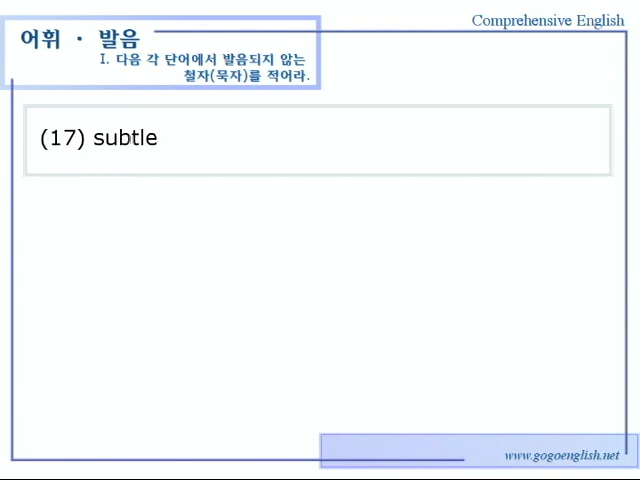 Comprehensive English
어휘 · 발음
I. 다음 각 단어에서 발음되지 않는
철자(묵자)를 적어라.
(17) subtle
www.gogoenglish.net